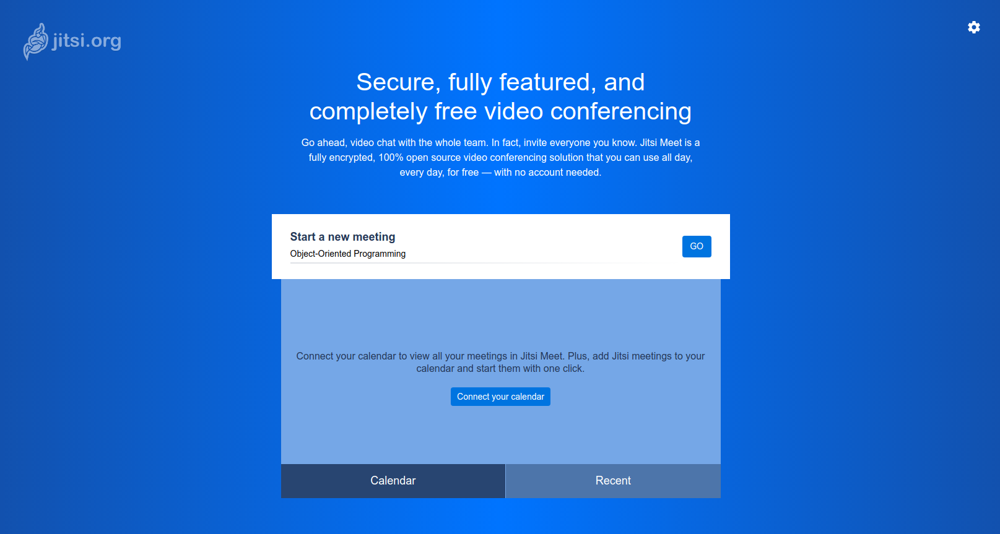 jitsi.org
Secure, fully featured, and
completely free video conferencing
Go ahead, video chat with the whole team. In fact, invite everyone you know. Jitsi Meet is a
fully encrypted, 100% open source video conferencing solution that you can use all day,
every day, for free — with no account needed.
Start a new meeting
Object-Oriented Programming
GO
Connect your calendar to view all your meetings in Jitsi Meet. Plus, add Jitsi meetings to your
calendar and start them with one click.
Connect your calendar
Calendar
Recent